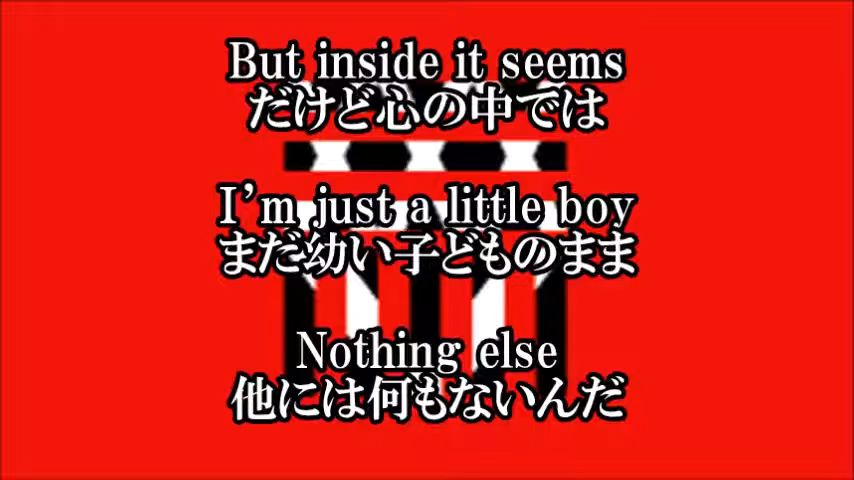 But inside it seems
だけど心の中では
I'm just a little boy
まだ幼い子どものまま
Nothing else
他には何もないんだ